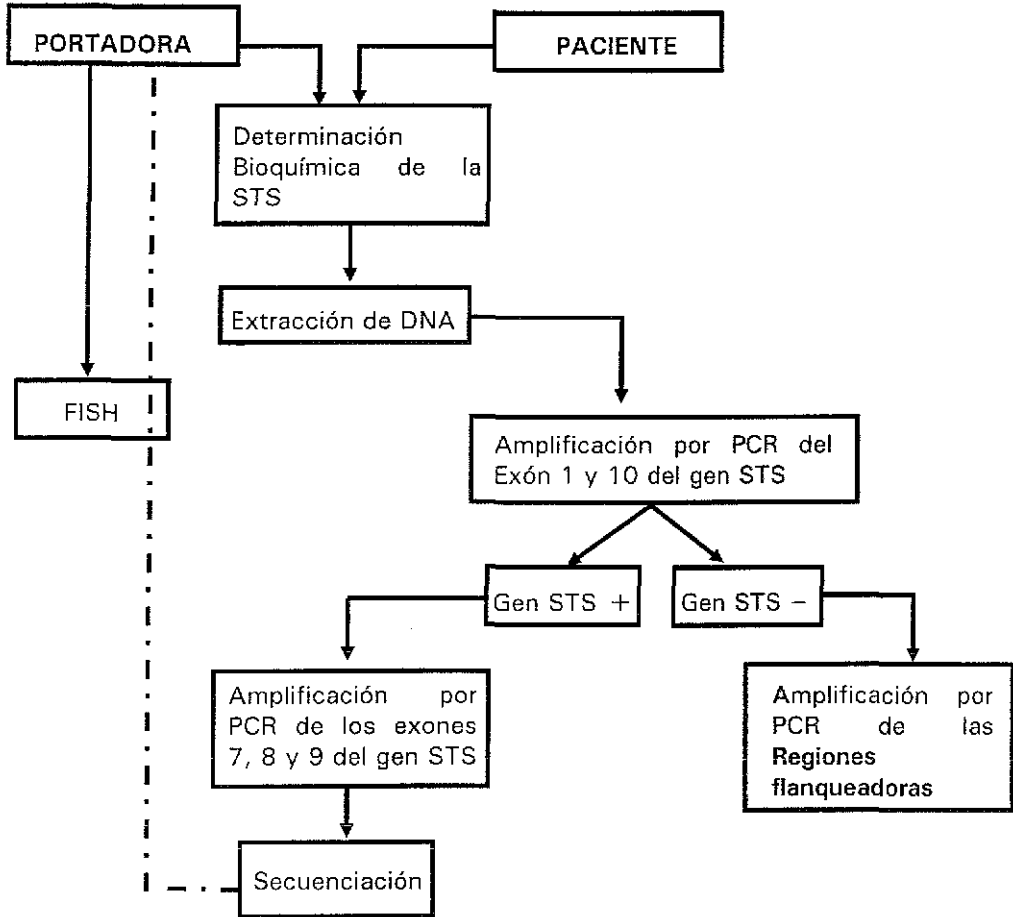 PORTADORA
PACIENTE
Determinación
Bioquímica de la
STS
Extracción de DNA
FISH
Amplificación por PCR del
Exón 1 y 10 del gen STS
Gen STS +
Gen STS –
Amplificación por
PCR de los exones
7, 8 y 9 del gen STS
Amplificación por
PCR de las
Regiones
flanqueadoras
Secuenciación